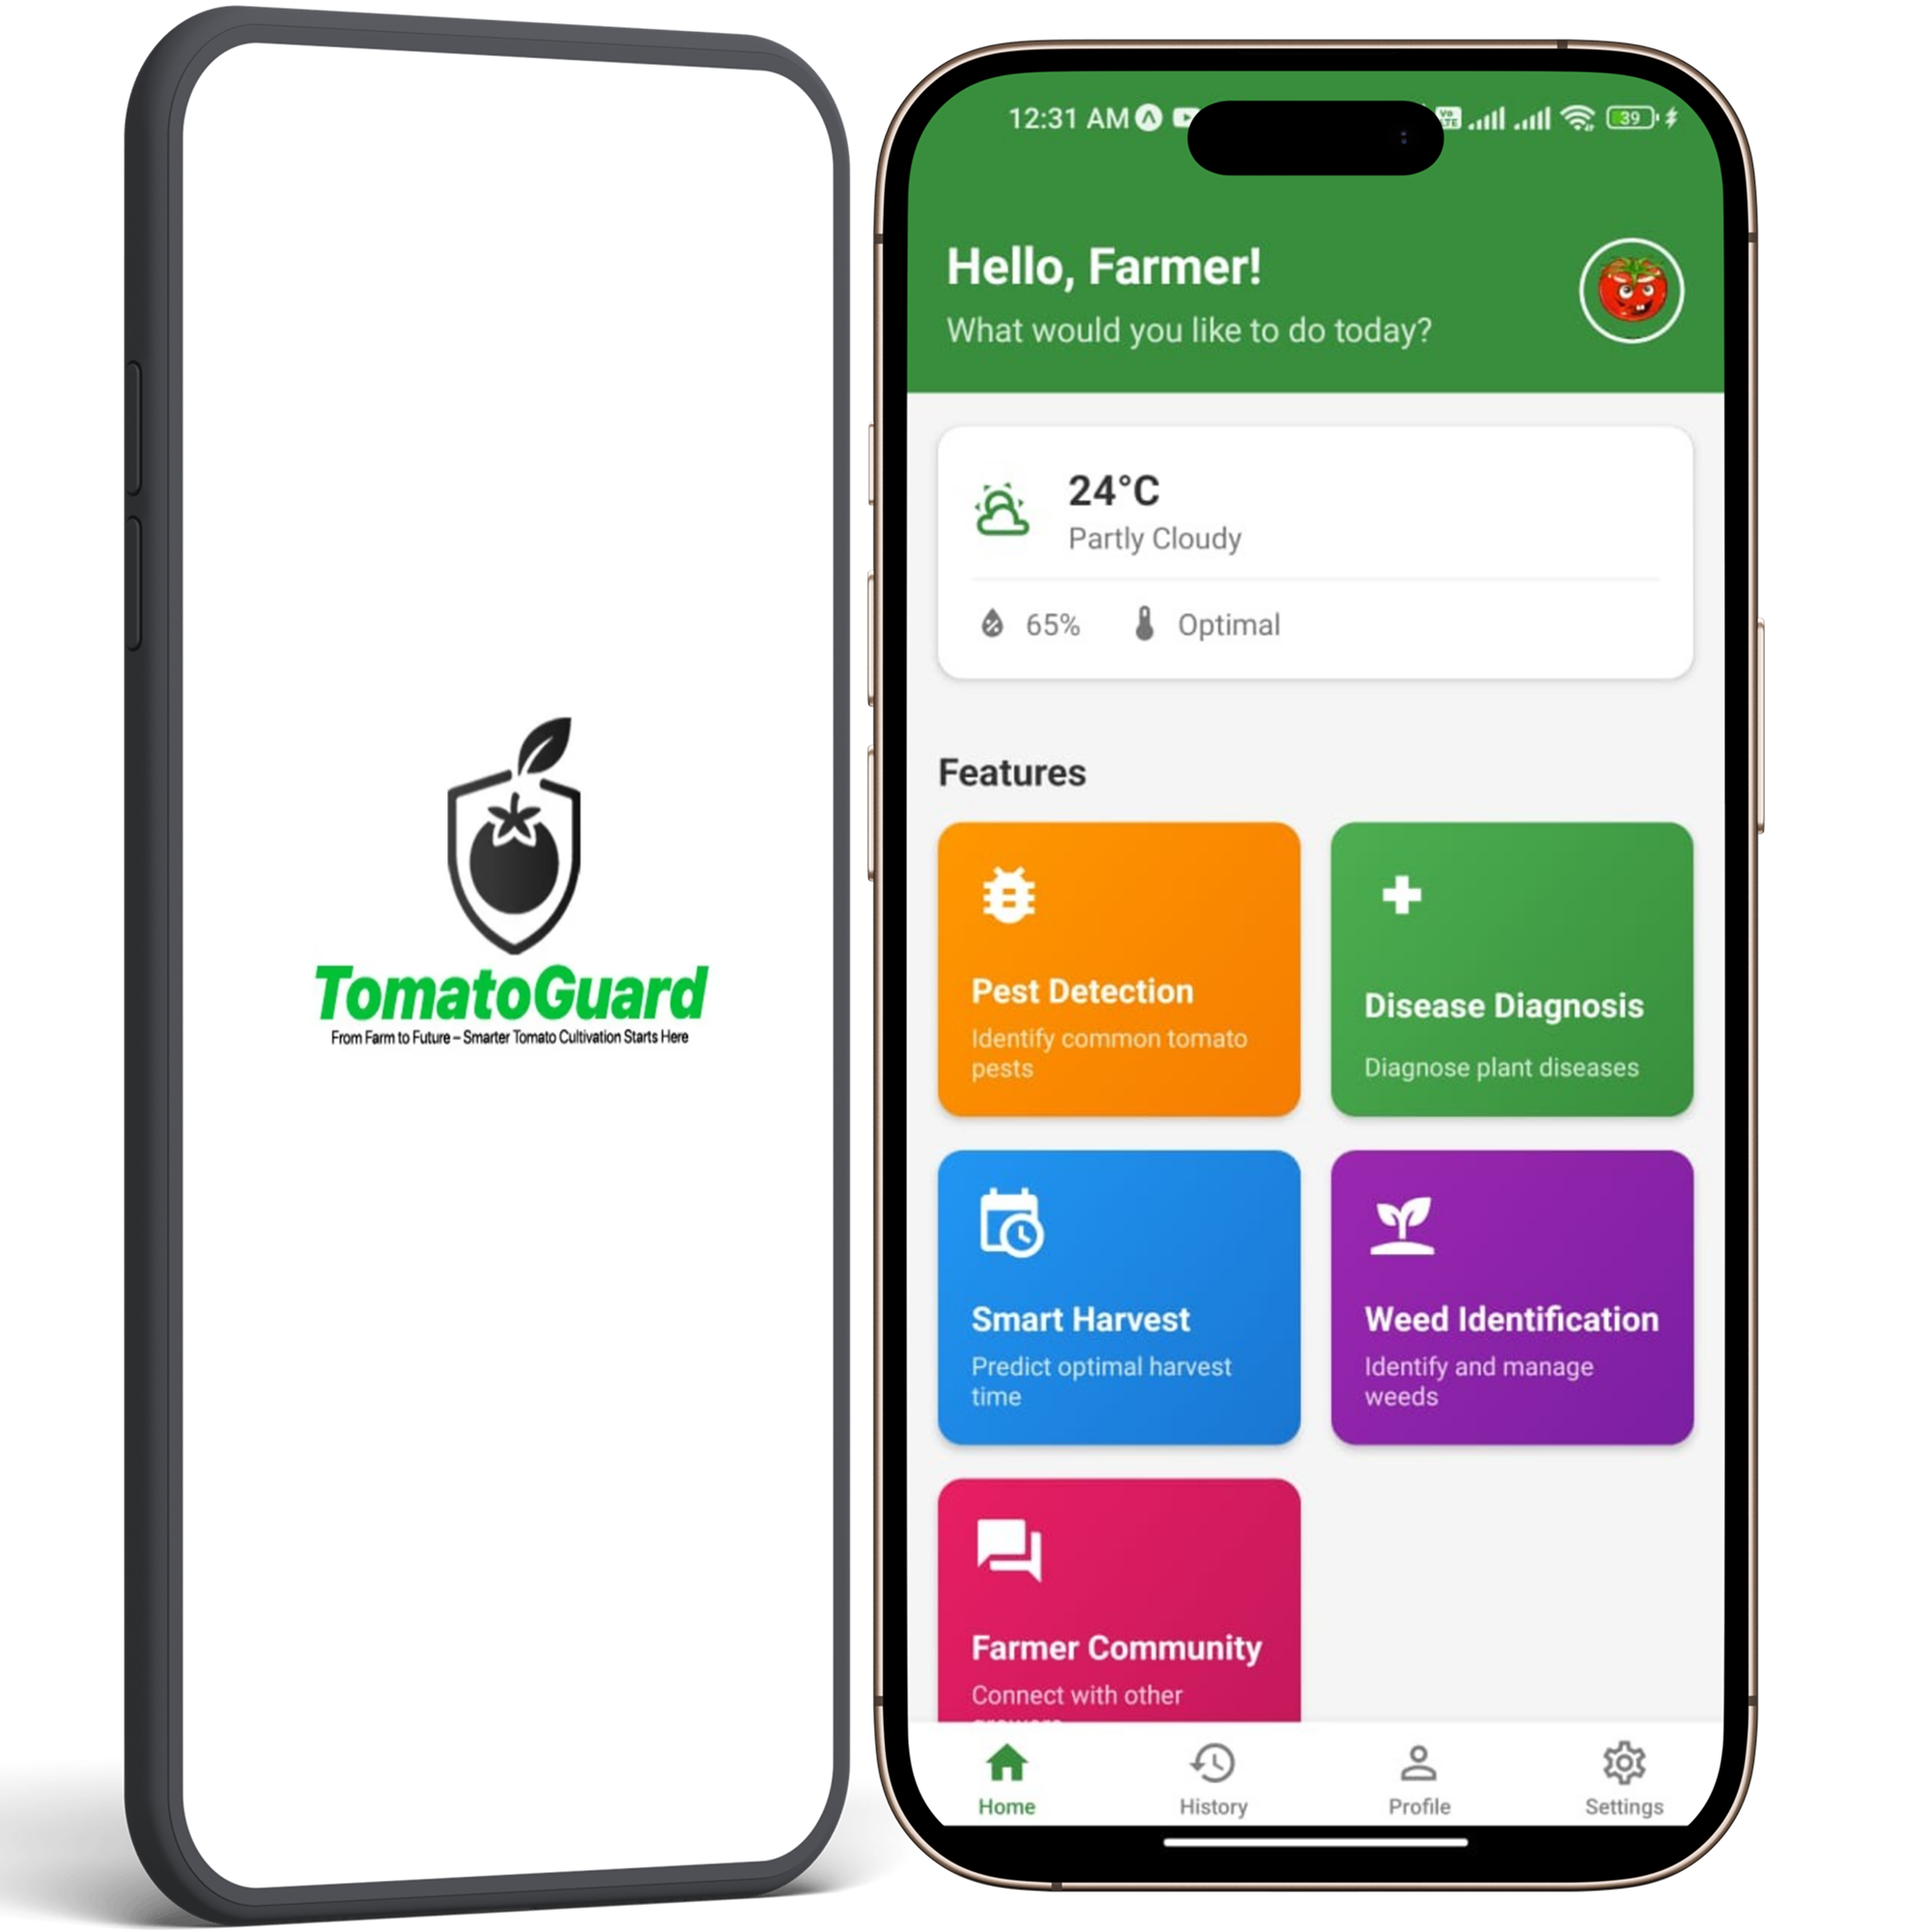 TomatoGuard
From Farm to Future – Smarter Tomato Cultivation Starts Here
12:31 AM
Vo
LTE
39
Hello, Farmer!
What would you like to do today?
24°C
Partly Cloudy
65% Optimal
Features
Pest Detection
Identify common tomato
pests
Disease Diagnosis
Diagnose plant diseases
Smart Harvest
Predict optimal harvest
time
Weed Identification
Identify and manage
weeds
Farmer Community
Connect with other
Home History Profile Settings